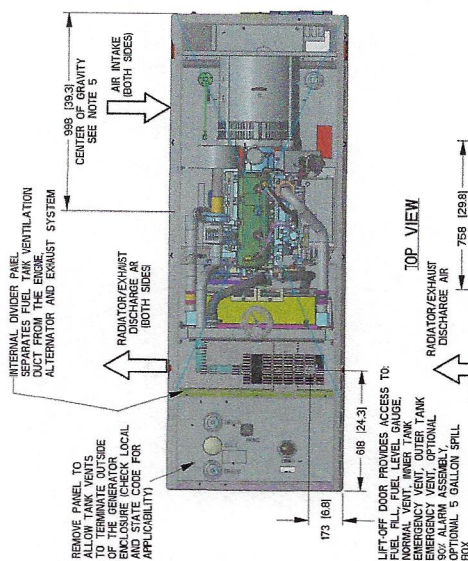 998 [39.3]
CENTER OF GRAVITY
SEE NOTE 5
AIR INTAKE
(BOTH SIDES)
INTERNAL DIVIDER PANEL
SEPARATES FUEL TANK VENTILATION
DUCT FROM THE ENGINE,
ALTERNATOR AND EXHAUST SYSTEM
RADIATOR/EXHAUST
DISCHARGE AIR
(BOTH SIDES)
REMOVE PANEL TO
ALLOW TANK VENTS
TO TERMINATE OUTSIDE
OF THE GENERATOR
ENCLOSURE (CHECK LOCAL
AND STATE CODE FOR
APPLICABILITY)
TOP VIEW
758 [29.8]
RADIATOR/EXHAUST
DISCHARGE AIR
618 [24.3]
173 [6.8]
LIFT-OFF DOOR PROVIDES ACCESS TO:
FUEL FILL, FUEL LEVEL GAUGE,
NORMAL VENT, INNER TANK
EMERGENCY VENT, OUTER TANK
EMERGENCY VENT, OPTIONAL
90% ALARM ASSEMBLY,
OPTIONAL 5 GALLON SPILL
BOX